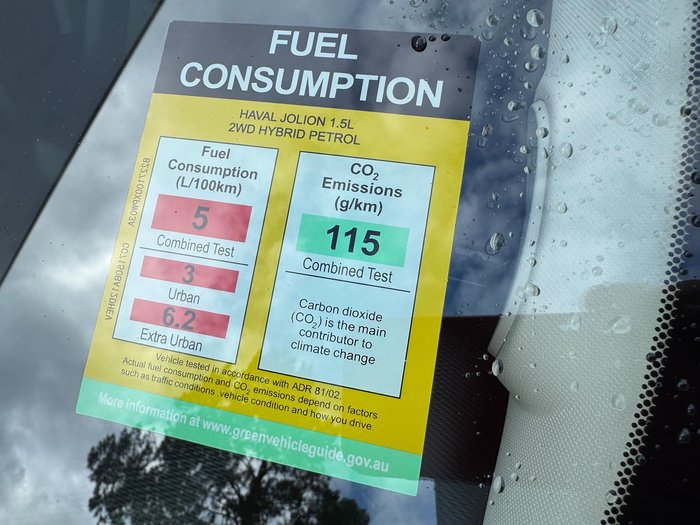 FUEL
CONSUMPTION
HAVAL JOLION 1.5L
2WD HYBRID PETROL
Fuel
Consumption
(L/100km)
5
Combined Test
3
Urban
6.2
Extra Urban
CO₂
Emissions
(g/km)
115
Combined Test
Carbon dioxide
(CO₂) is the main
contributor to
climate change
Vehicle tested in accordance with ADR 81/02.
Actual fuel consumption and CO₂ emissions depend on factors
such as traffic conditions ,vehicle condition and how you drive.
More information at www.greenvehicleguide.gov.au